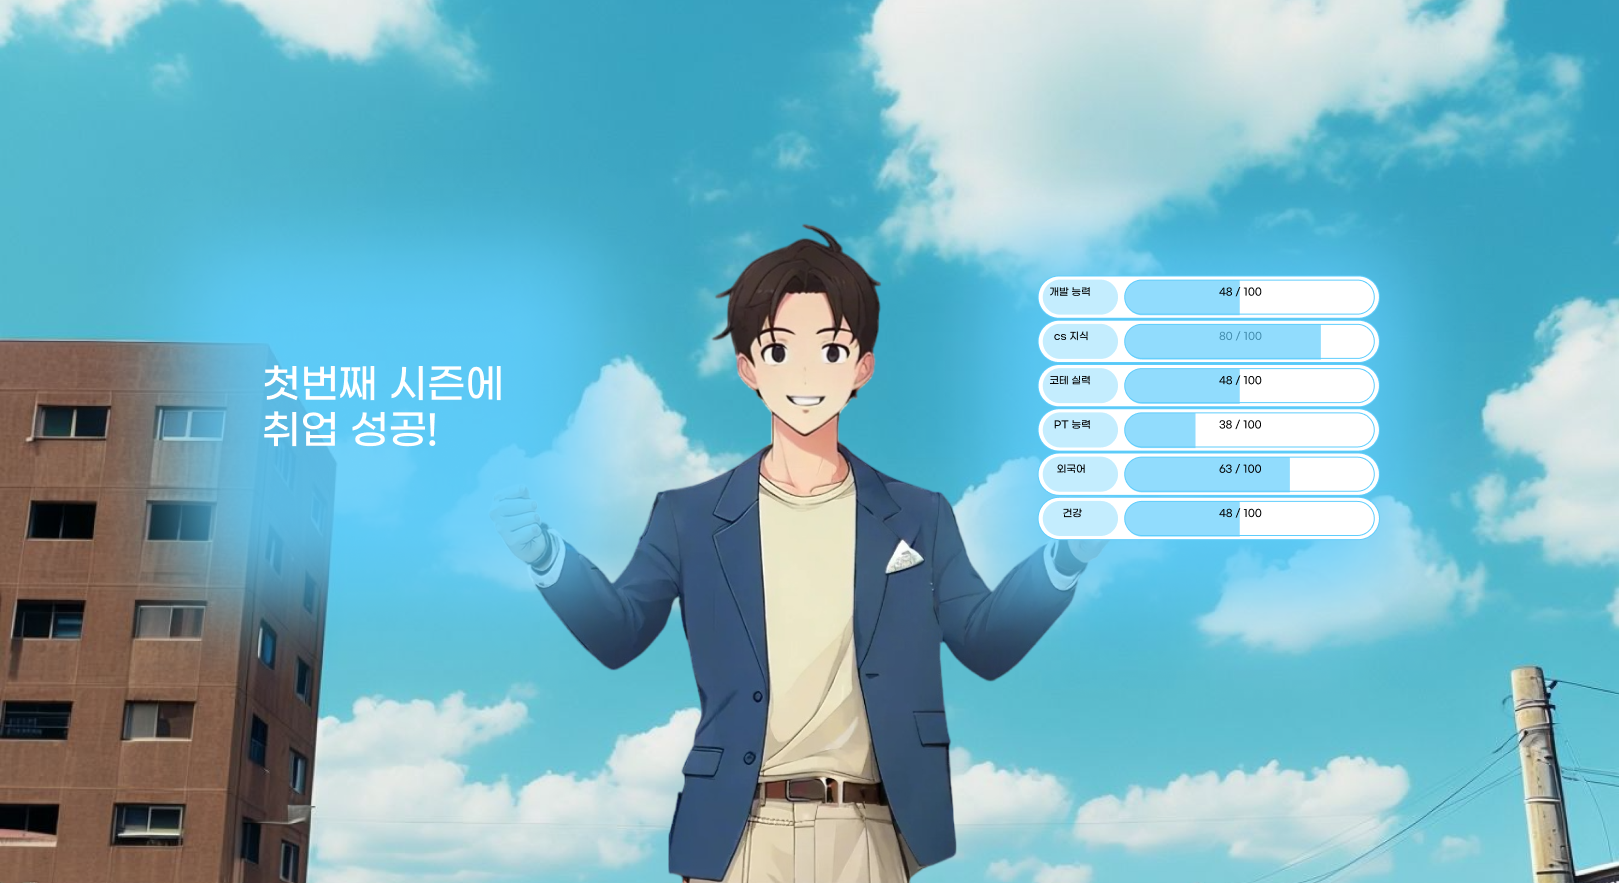 첫번째 시즌에
취업 성공!
개발 능력 48 / 100
cs 지식 80 / 100
코테 실력 48 / 100
PT 능력 38 / 100
외국어 63 / 100
건강 48 / 100